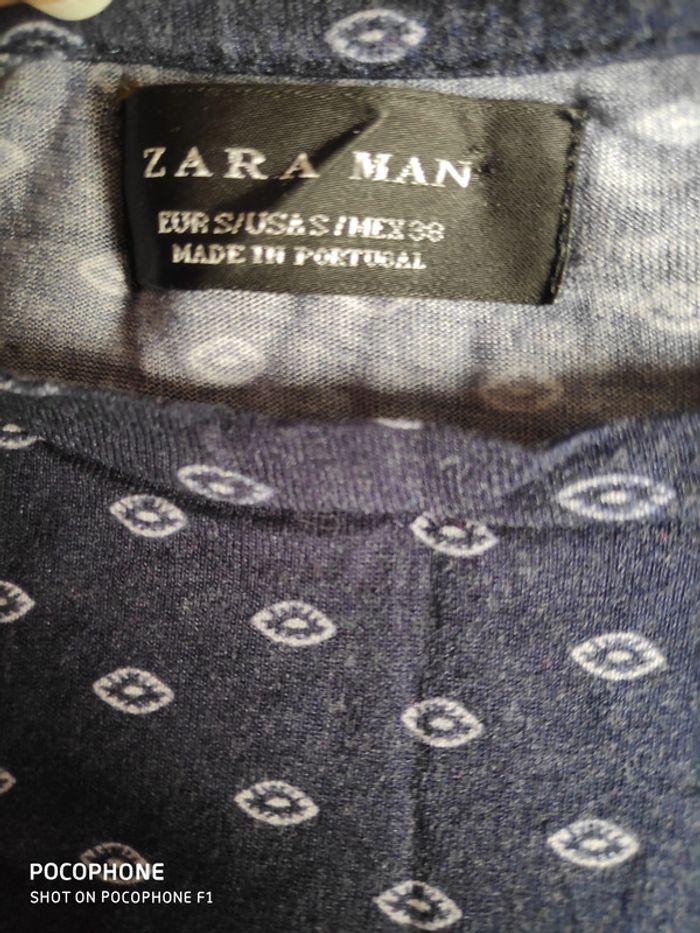 ZARA MAN
EUR S/USA S/MEX 38
MADE IN PORTUGAL
POCOPHONE
SHOT ON POCOPHONE F1